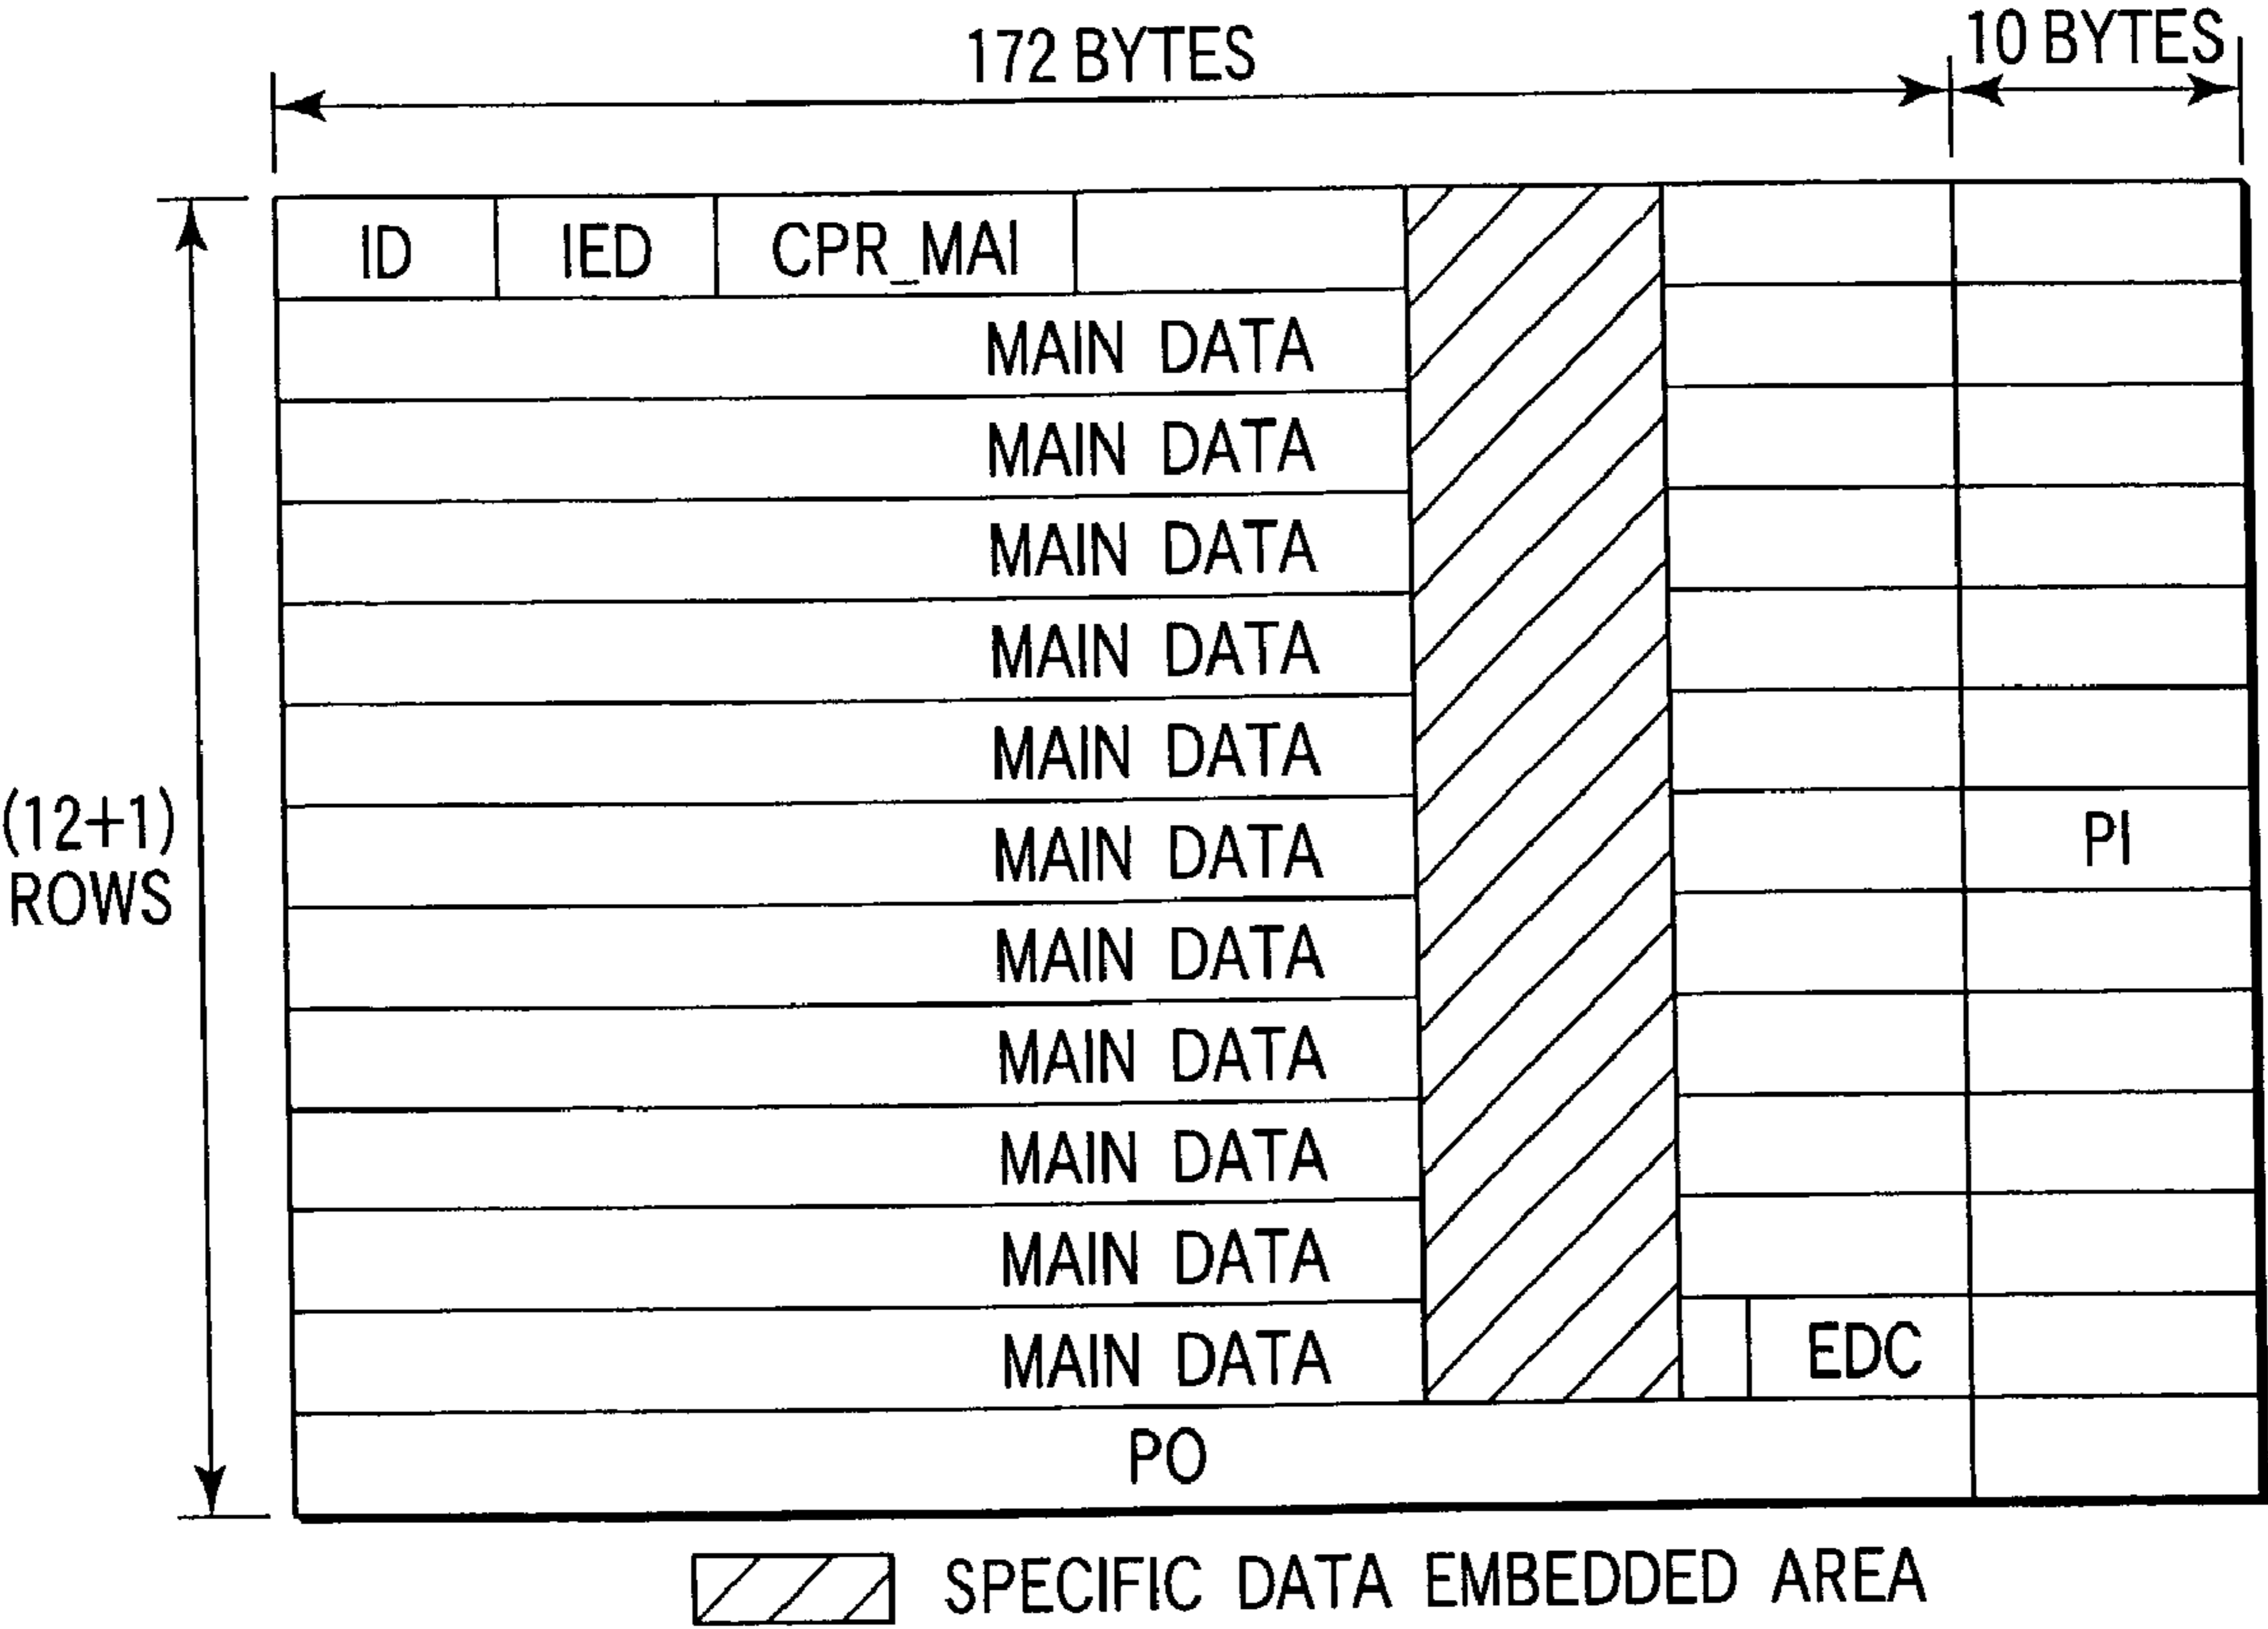 172 BYTES
10 BYTES
ID
IED
CPR_MAI
MAIN DATA
MAIN DATA
MAIN DATA
MAIN DATA
MAIN DATA
MAIN DATA
MAIN DATA
MAIN DATA
MAIN DATA
MAIN DATA
MAIN DATA
(12+1)
ROWS
PI
EDC
PO
SPECIFIC DATA EMBEDDED AREA